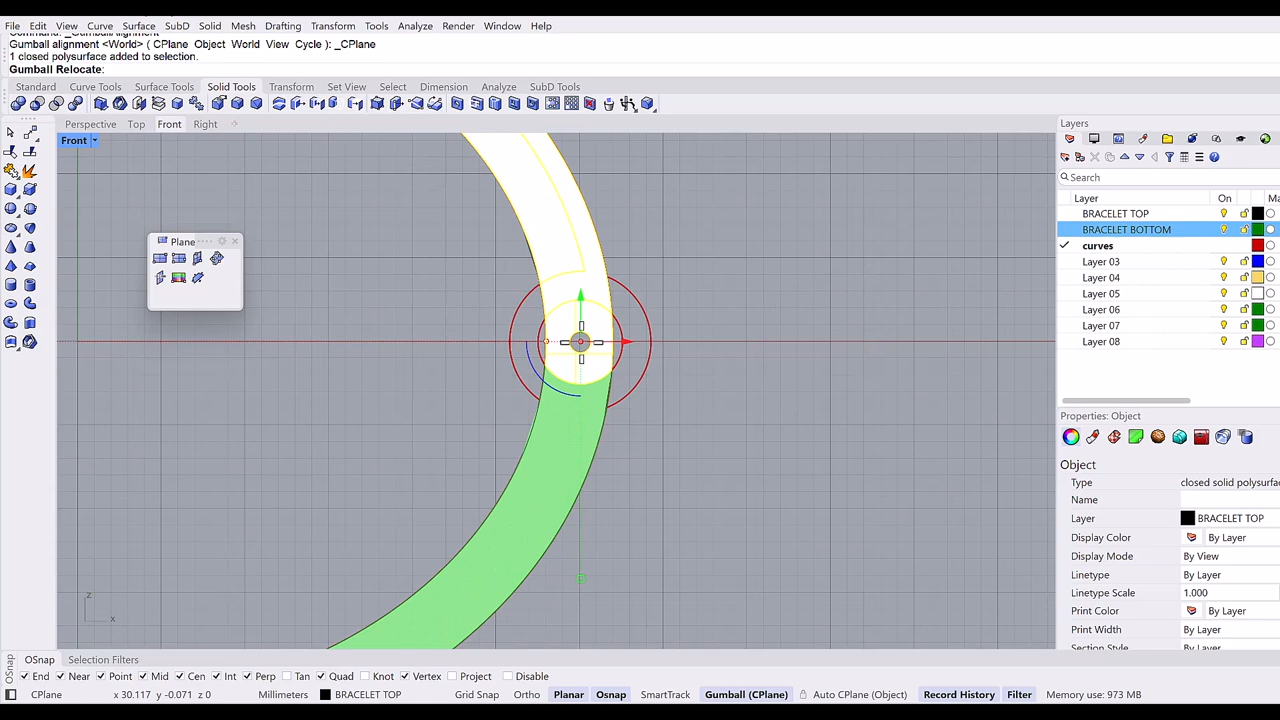 File Edit View Curve Surface SubD Solid Mesh Drafting Transform Tools Analyze Render Window Help
Gumball alignment <World> ( CPlane Object World View Cycle ): _CPlane
1 closed polysurface added to selection.
Gumball Relocate:
Standard Curve Tools Surface Tools Solid Tools Transform Set View Select Dimension Analyze SubD Tools
Perspective Top Front Right
Front
Plane
z
x
Layers
Search
Layer On Ma
BRACELET TOP
BRACELET BOTTOM
curves
Layer 03
Layer 04
Layer 05
Layer 06
Layer 07
Layer 08
Properties: Object
Object
Type closed solid polysurfa
Name
Layer BRACELET TOP
Display Color By Layer
Display Mode By View
Linetype By Layer
Linetype Scale 1.000
Print Color By Layer
Print Width By Layer
Section Style
OSnap
OSnap Selection Filters
End Near Point Mid Cen Int Perp Tan Quad Knot Vertex Project Disable
CPlane x 30.117 y -0.071 z 0 Millimeters BRACELET TOP Grid Snap Ortho Planar Osnap SmartTrack Gumball (CPlane) Auto CPlane (Object) Record History Filter Memory use: 973 MB